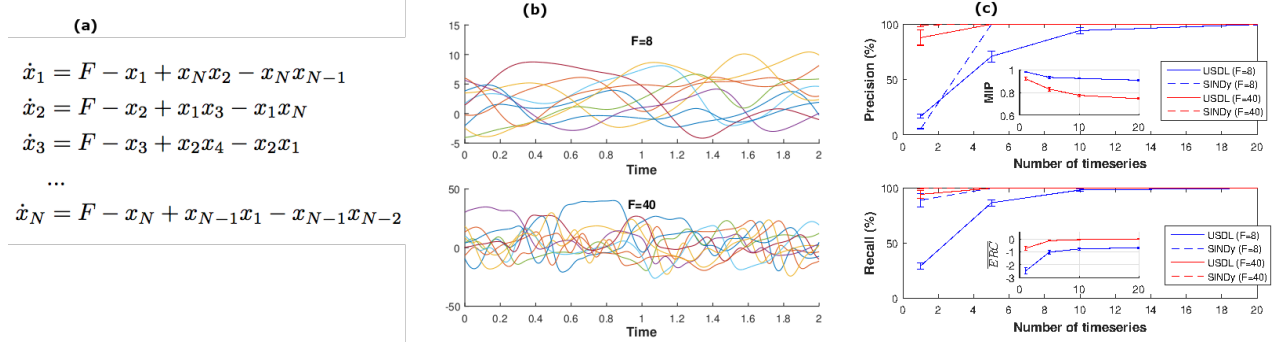 (a)
ẋ₁ = F − x₁ + x_N x₂ − x_N x_{N−1}
ẋ₂ = F − x₂ + x₁x₃ − x₁x_N
ẋ₃ = F − x₃ + x₂x₄ − x₂x₁
...
ẋ_N = F − x_N + x_{N−1}x₁ − x_{N−1}x_{N−2}
(b)
F=8
15
10
5
0
-5
0 0.2 0.4 0.6 0.8 1 1.2 1.4 1.6 1.8 2
Time
F=40
50
0
-50
0 0.2 0.4 0.6 0.8 1 1.2 1.4 1.6 1.8 2
Time
(c)
Precision (%)
100
50
0
0 2 4 6 8 10 12 14 16 18 20
Number of timeseries
MIP
1
0.8
0.6
0 10 20
USDL (F=8)
SINDy (F=8)
USDL (F=40)
SINDy (F=40)
Recall (%)
100
50
0
0 2 4 6 8 10 12 14 16 18 20
Number of timeseries
ERC
0
-1
-2
-3
0 10 20
USDL (F=8)
SINDy (F=8)
USDL (F=40)
SINDy (F=40)